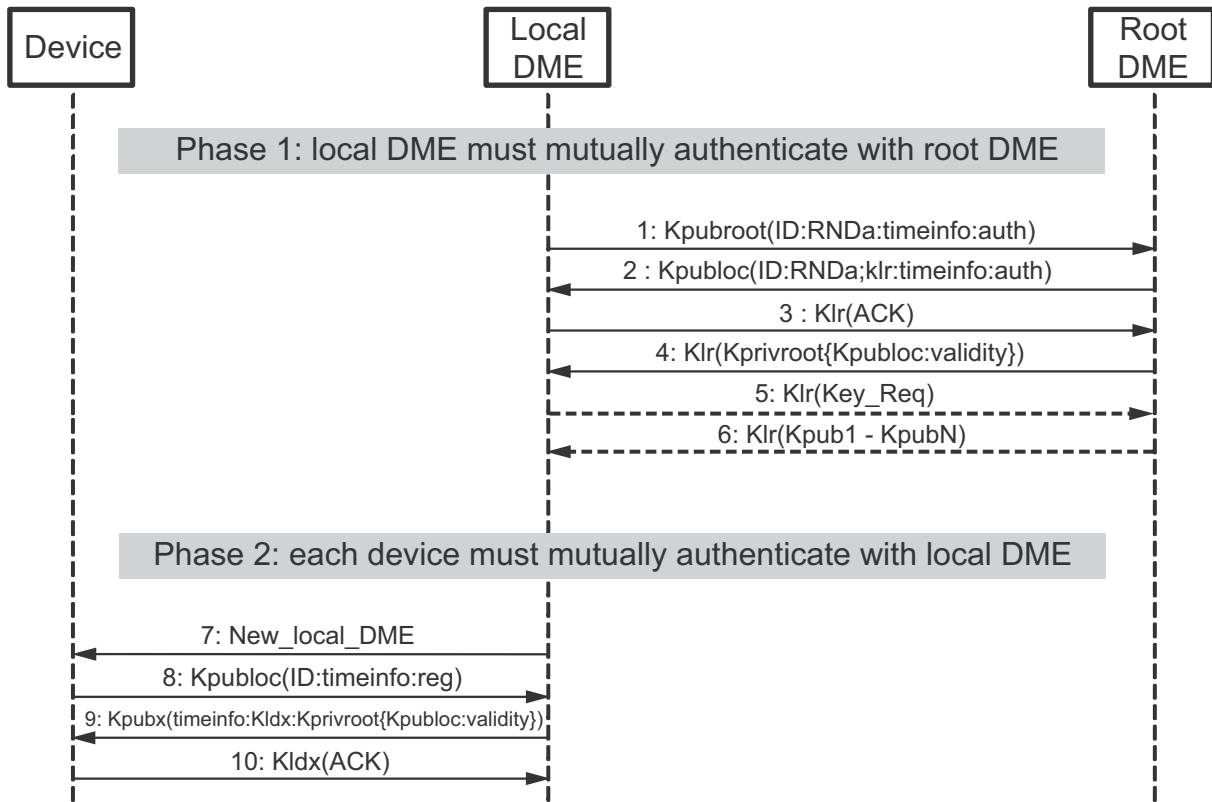 Device
Local
DME
Root
DME
Phase 1: local DME must mutually authenticate with root DME
1: Kpubroot(ID:RNDa:timeinfo:auth)
2 : Kpubloc(ID:RNDa;klr:timeinfo:auth)
3 : Klr(ACK)
4: Klr(Kprivroot{Kpubloc:validity})
5: Klr(Key_Req)
6: Klr(Kpub1 - KpubN)
Phase 2: each device must mutually authenticate with local DME
7: New_local_DME
8: Kpubloc(ID:timeinfo:reg)
9: Kpubx(timeinfo:Kldx:Kprivroot{Kpubloc:validity})
10: Kldx(ACK)